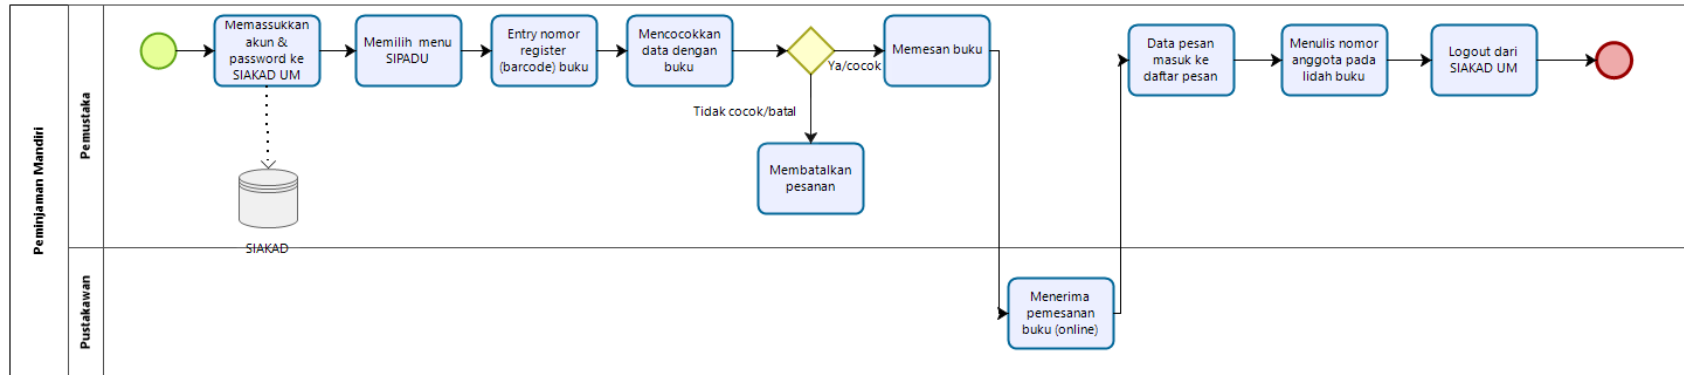 Peminjaman Mandiri
Pemustaka
Memassukkan
akun &
password ke
SIAKAD UM
SIAKAD
Memilih menu
SIPADU
Entry nomor
register
(barcode) buku
Mencocokkan
data dengan
buku
Ya/cocok
Tidak cocok/batal
Membatalkan
pesanan
Memesan buku
Data pesan
masuk ke
daftar pesan
Menulis nomor
anggota pada
lidah buku
Logout dari
SIAKAD UM
Pustakawan
Menerima
pemesanan
buku (online)